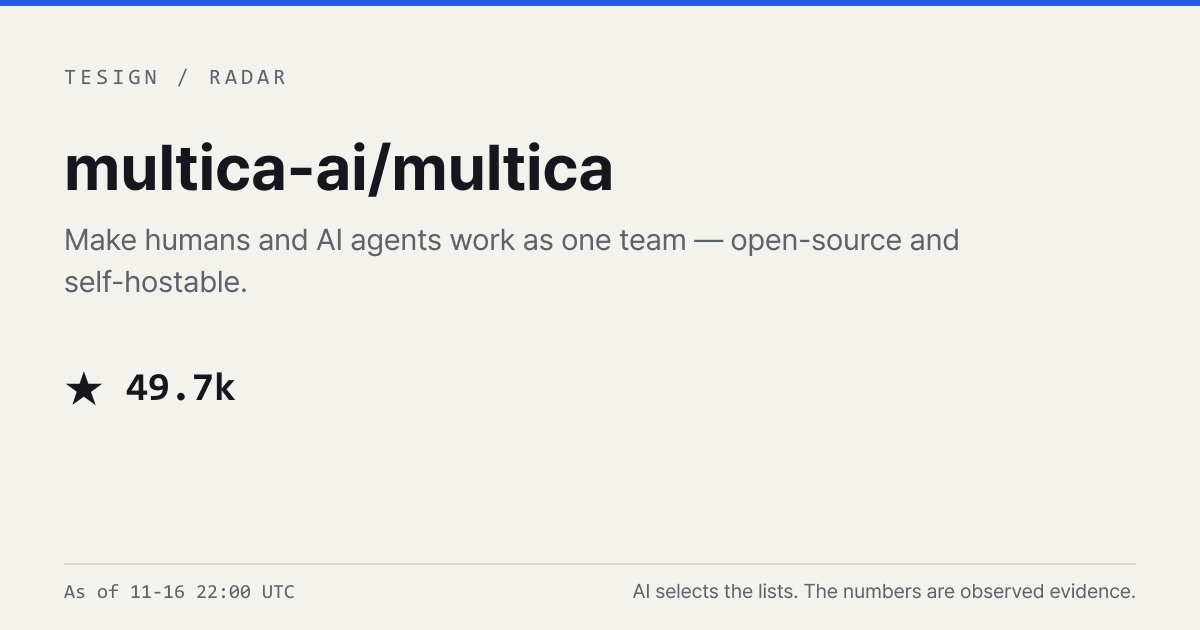 TESIGN / RADAR
multica-ai/multica
Make humans and AI agents work as one team — open-source and
self-hostable.
★ 49.7k
As of 11-16 22:00 UTC
AI selects the lists. The numbers are observed evidence.